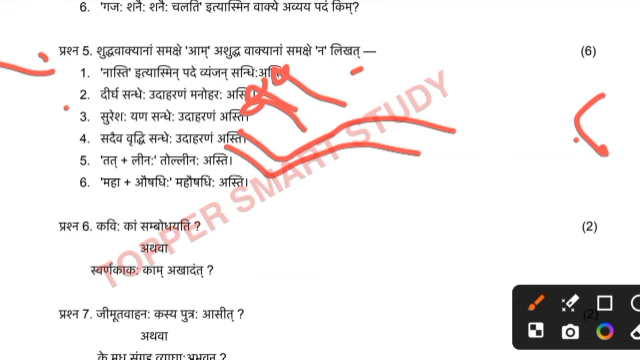 6. 'गज: शनै: शनै: चलति' इत्यास्मिन वाक्ये अव्यय पदं किम्?
प्रश्न 5. शुद्धवाक्यानां समक्षे 'आम्' अशुद्ध वाक्यानां समक्षे 'न' लिखत् — (6)
1. 'नास्ति' इत्यास्मिन् पदे व्यंजन् सन्धि:
2. दीर्घ सन्धे: उदाहरणं मनोहर: अस्ति।
3. सुरेश: यण सन्धे: उदाहरणं अस्ति।
4. सदैव वृद्धि सन्धे: उदाहरणं अस्ति।
5. 'तत् + लीन:' तोल्लीन: अस्ति।
6. 'महा + औषधि:' महौषधि: अस्ति।
प्रश्न 6. कवि: कां सम्बोधयति ? (2)
अथवा
स्वर्णकाक: काम् अखादंत् ?
प्रश्न 7. जीमूतवाहन: कस्य पुत्र: आसीत् ? (2)
अथवा
TOPPER SMART STUDY